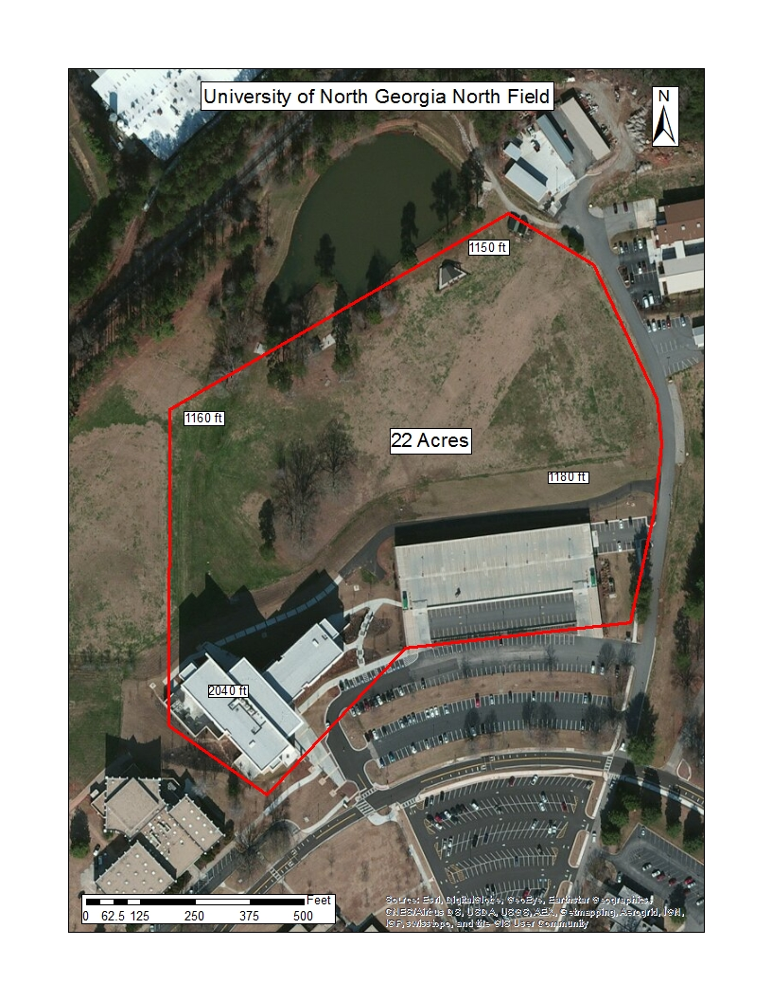 University of North Georgia North Field
N
1150 ft
1160 ft
22 Acres
1180 ft
2040 ft
Feet
0 62.5 125 250 375 500
Source: Esri, DigitalGlobe, GeoEye, Earthstar Geographics,
CNES/Airbus DS, USDA, USGS, AEX, Getmapping, Aerogrid, IGN,
IGP, swisstopo, and the GIS User Community